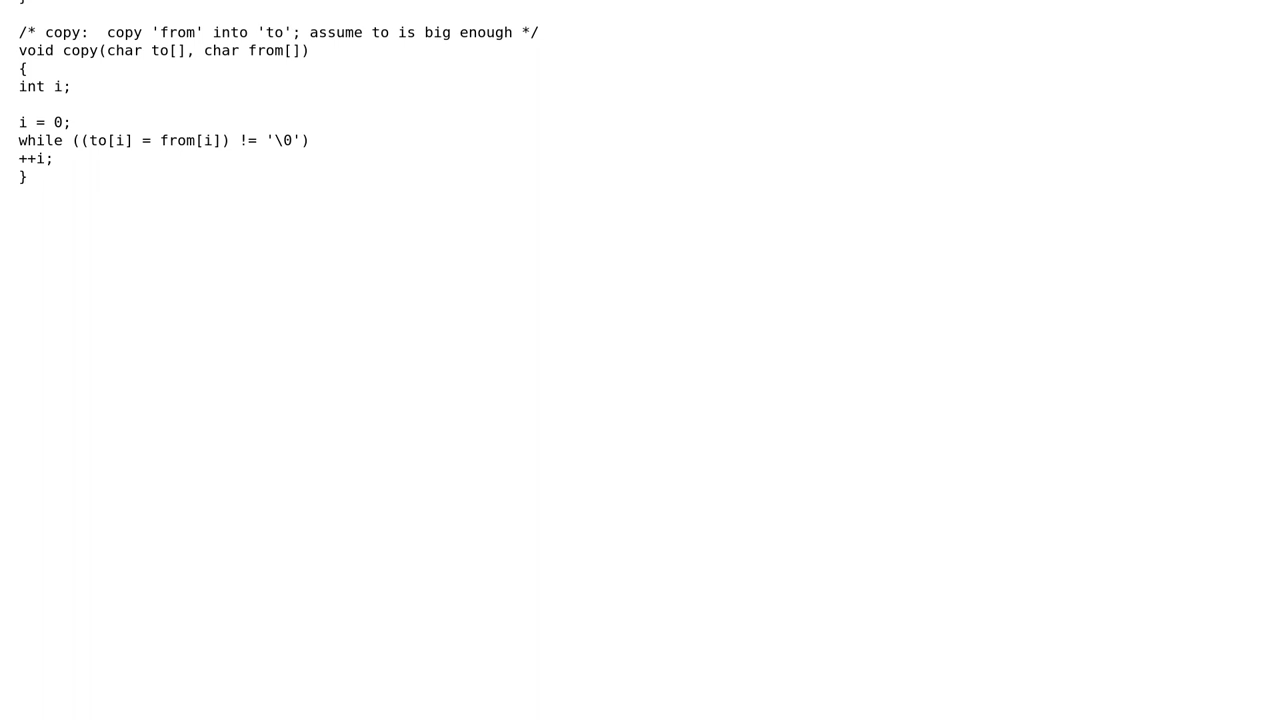 }
/* copy:  copy 'from' into 'to'; assume to is big enough */
void copy(char to[], char from[])
{
int i;

i = 0;
while ((to[i] = from[i]) != '\0')
++i;
}